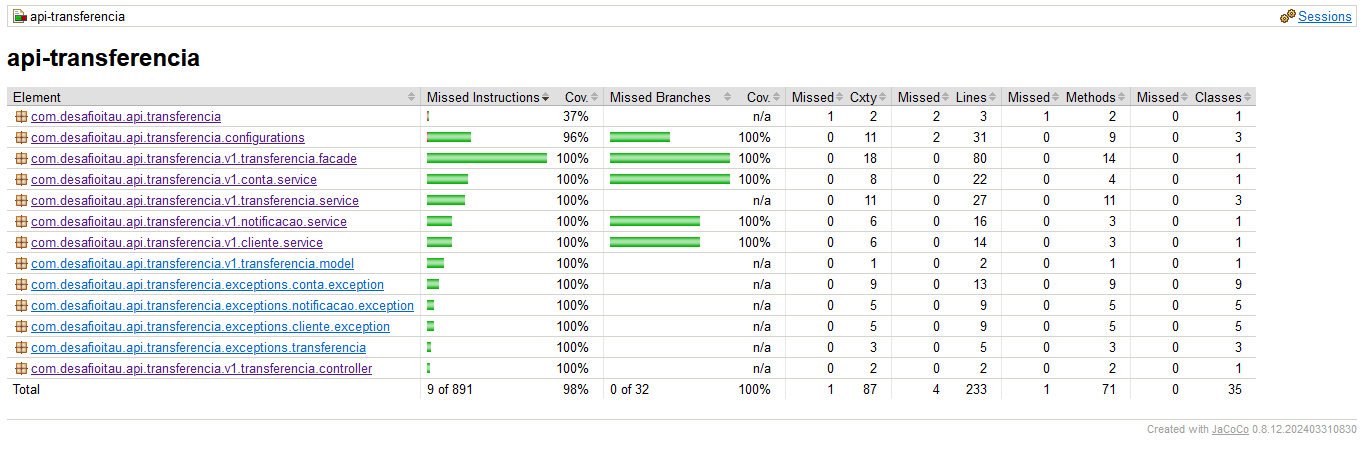 api-transferencia Sessions
api-transferencia
Element Missed Instructions Cov. Missed Branches Cov. Missed Cxty Missed Lines Missed Methods Missed Classes
com.desafioitau.api.transferencia 37% n/a 1 2 2 3 1 2 0 1
com.desafioitau.api.transferencia.configurations 96% 100% 0 11 2 31 0 9 0 3
com.desafioitau.api.transferencia.v1.transferencia.facade 100% 100% 0 18 0 80 0 14 0 1
com.desafioitau.api.transferencia.v1.conta.service 100% 100% 0 8 0 22 0 4 0 1
com.desafioitau.api.transferencia.v1.transferencia.service 100% n/a 0 11 0 27 0 11 0 3
com.desafioitau.api.transferencia.v1.notificacao.service 100% 100% 0 6 0 16 0 3 0 1
com.desafioitau.api.transferencia.v1.cliente.service 100% 100% 0 6 0 14 0 3 0 1
com.desafioitau.api.transferencia.v1.transferencia.model 100% n/a 0 1 0 2 0 1 0 1
com.desafioitau.api.transferencia.exceptions.conta.exception 100% n/a 0 9 0 13 0 9 0 9
com.desafioitau.api.transferencia.exceptions.notificacao.exception 100% n/a 0 5 0 9 0 5 0 5
com.desafioitau.api.transferencia.exceptions.cliente.exception 100% n/a 0 5 0 9 0 5 0 5
com.desafioitau.api.transferencia.exceptions.transferencia 100% n/a 0 3 0 5 0 3 0 3
com.desafioitau.api.transferencia.v1.transferencia.controller 100% n/a 0 2 0 2 0 2 0 1
Total 9 of 891 98% 0 of 32 100% 1 87 4 233 1 71 0 35
Created with JaCoCo 0.8.12.202403310830